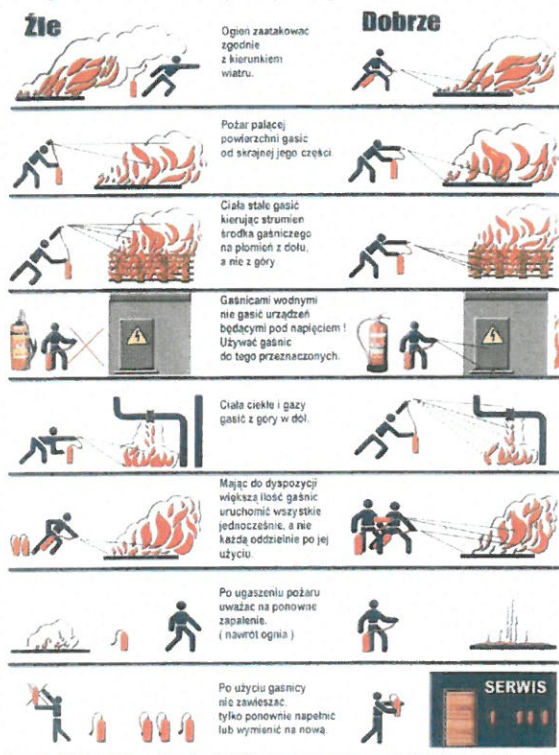 Źle
Dobrze
Ogień zaatakować
zgodnie
z kierunkiem
wiatru.
Pożar palącej
powierzchni gasić
od skrajnej jego części.
Ciała stałe gasić
kierując strumień
środka gaśniczego
na płomień z dołu,
a nie z góry
Gaśnicami wodnymi
nie gasić urządzeń
będącymi pod napięciem !
Używać gaśnic
do tego przeznaczonych.
Ciała ciekłe i gazy
gasić z góry w dół.
Mając do dyspozycji
większą ilość gaśnic
uruchomić wszystkie
jednocześnie, a nie
każdą oddzielnie po jej
użyciu.
Po ugaszeniu pożaru
uważać na ponowne
zapalenie.
( nawrót ognia )
Po użyciu gaśnicy
nie zawieszać,
tylko ponownie napełnić
lub wymienić na nową.
SERWIS